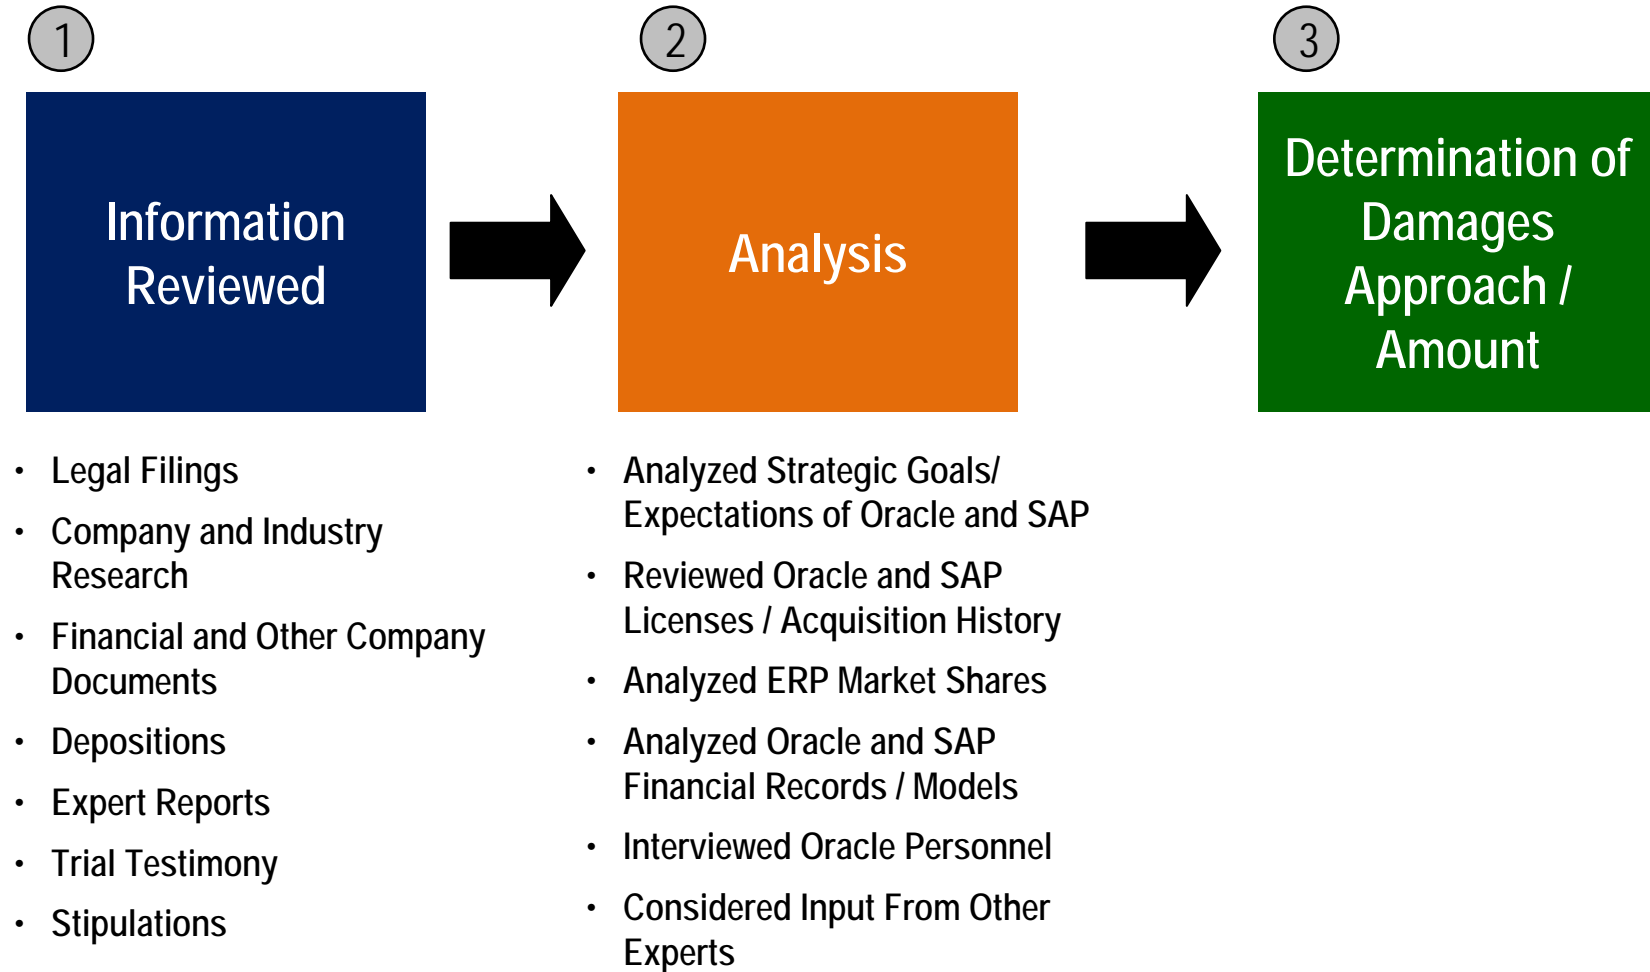 1
Information
Reviewed
• Legal Filings
• Company and Industry
Research
• Financial and Other Company
Documents
• Depositions
• Expert Reports
• Trial Testimony
• Stipulations
2
Analysis
• Analyzed Strategic Goals/
Expectations of Oracle and SAP
• Reviewed Oracle and SAP
Licenses / Acquisition History
• Analyzed ERP Market Shares
• Analyzed Oracle and SAP
Financial Records / Models
• Interviewed Oracle Personnel
• Considered Input From Other
Experts
3
Determination of
Damages
Approach /
Amount